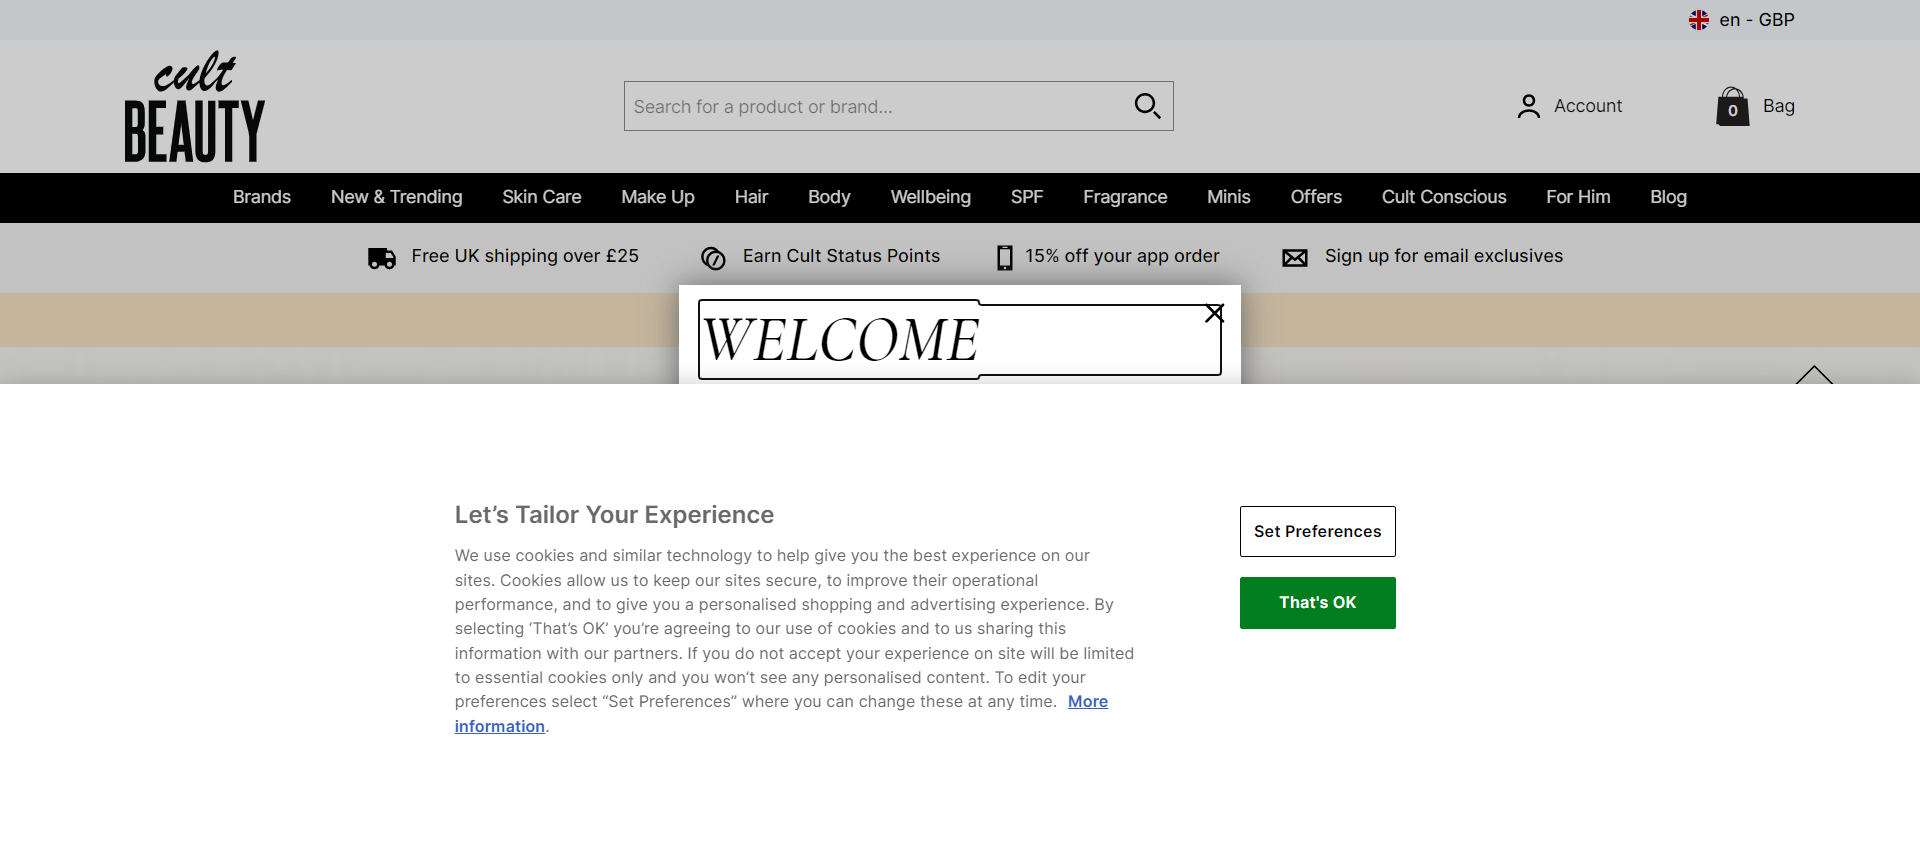 en - GBP
cult
BEAUTY
Search for a product or brand...
Account
0
Bag
Brands New & Trending Skin Care Make Up Hair Body Wellbeing SPF Fragrance Minis Offers Cult Conscious For Him Blog
Free UK shipping over £25 Earn Cult Status Points 15% off your app order Sign up for email exclusives
WELCOME
Let’s Tailor Your Experience
We use cookies and similar technology to help give you the best experience on our
sites. Cookies allow us to keep our sites secure, to improve their operational
performance, and to give you a personalised shopping and advertising experience. By
selecting ‘That’s OK’ you’re agreeing to our use of cookies and to us sharing this
information with our partners. If you do not accept your experience on site will be limited
to essential cookies only and you won’t see any personalised content. To edit your
preferences select “Set Preferences” where you can change these at any time. More
information.
Set Preferences
That's OK